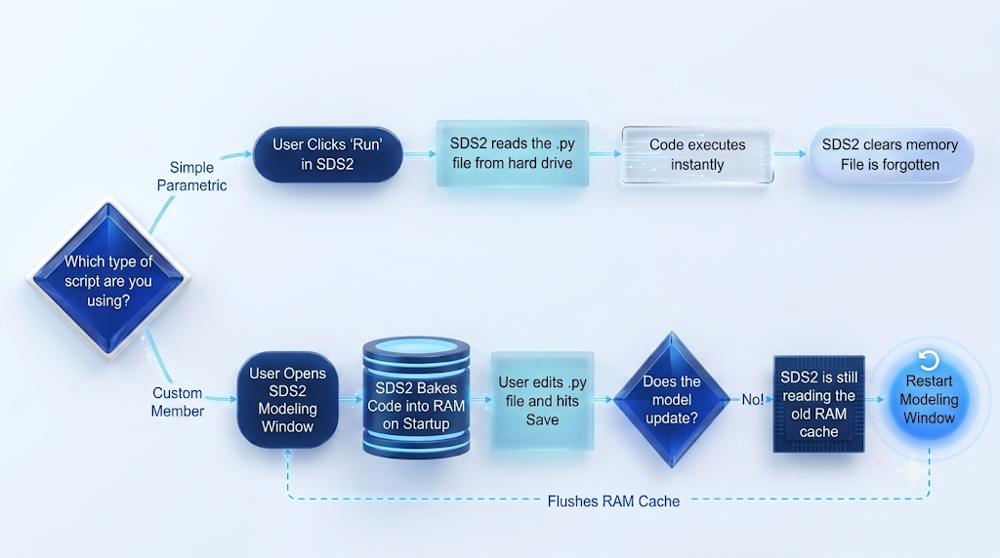 Which type of
script are you
using?
Simple
Parametric
User Clicks 'Run'
in SDS2
SDS2 reads the .py
file from hard drive
Code executes
instantly
SDS2 clears memory
File is forgotten
Custom
Member
User Opens
SDS2
Modeling
Window
SDS2 Bakes
Code into RAM
on Startup
User edits .py
file and hits
Save
Does the
model
update?
No!
SDS2 is still
reading the
old RAM
cache
Restart
Modeling
Window
Flushes RAM Cache